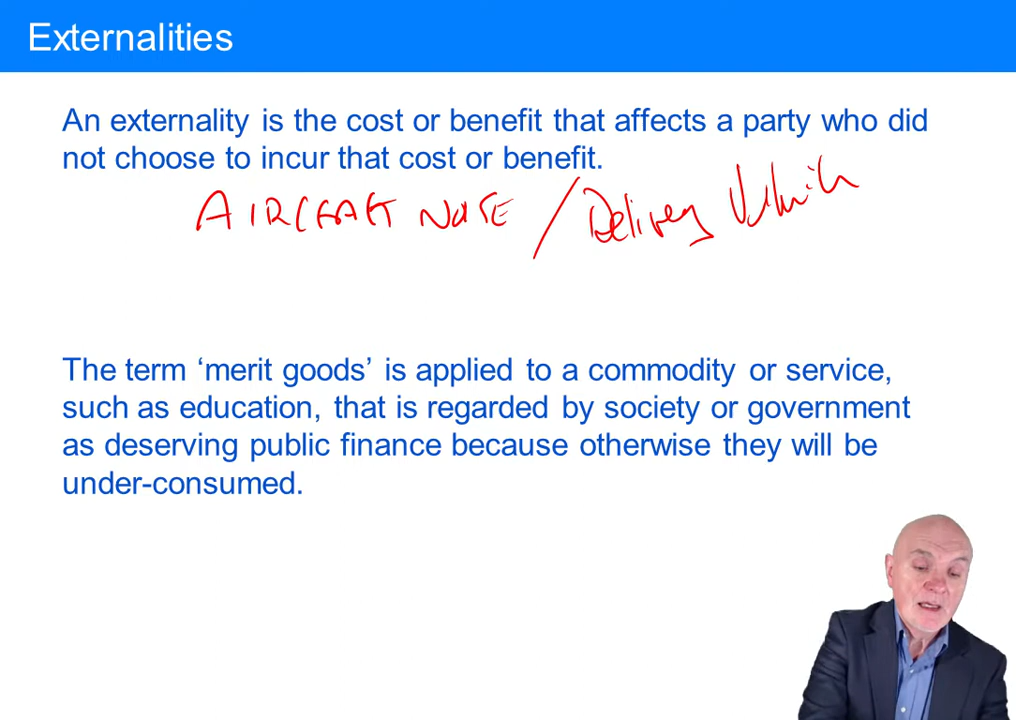 Externalities
An externality is the cost or benefit that affects a party who did
not choose to incur that cost or benefit.
AIRCRAFT NOISE / Delivery
The term ‘merit goods’ is applied to a commodity or service,
such as education, that is regarded by society or government
as deserving public finance because otherwise they will be
under-consumed.